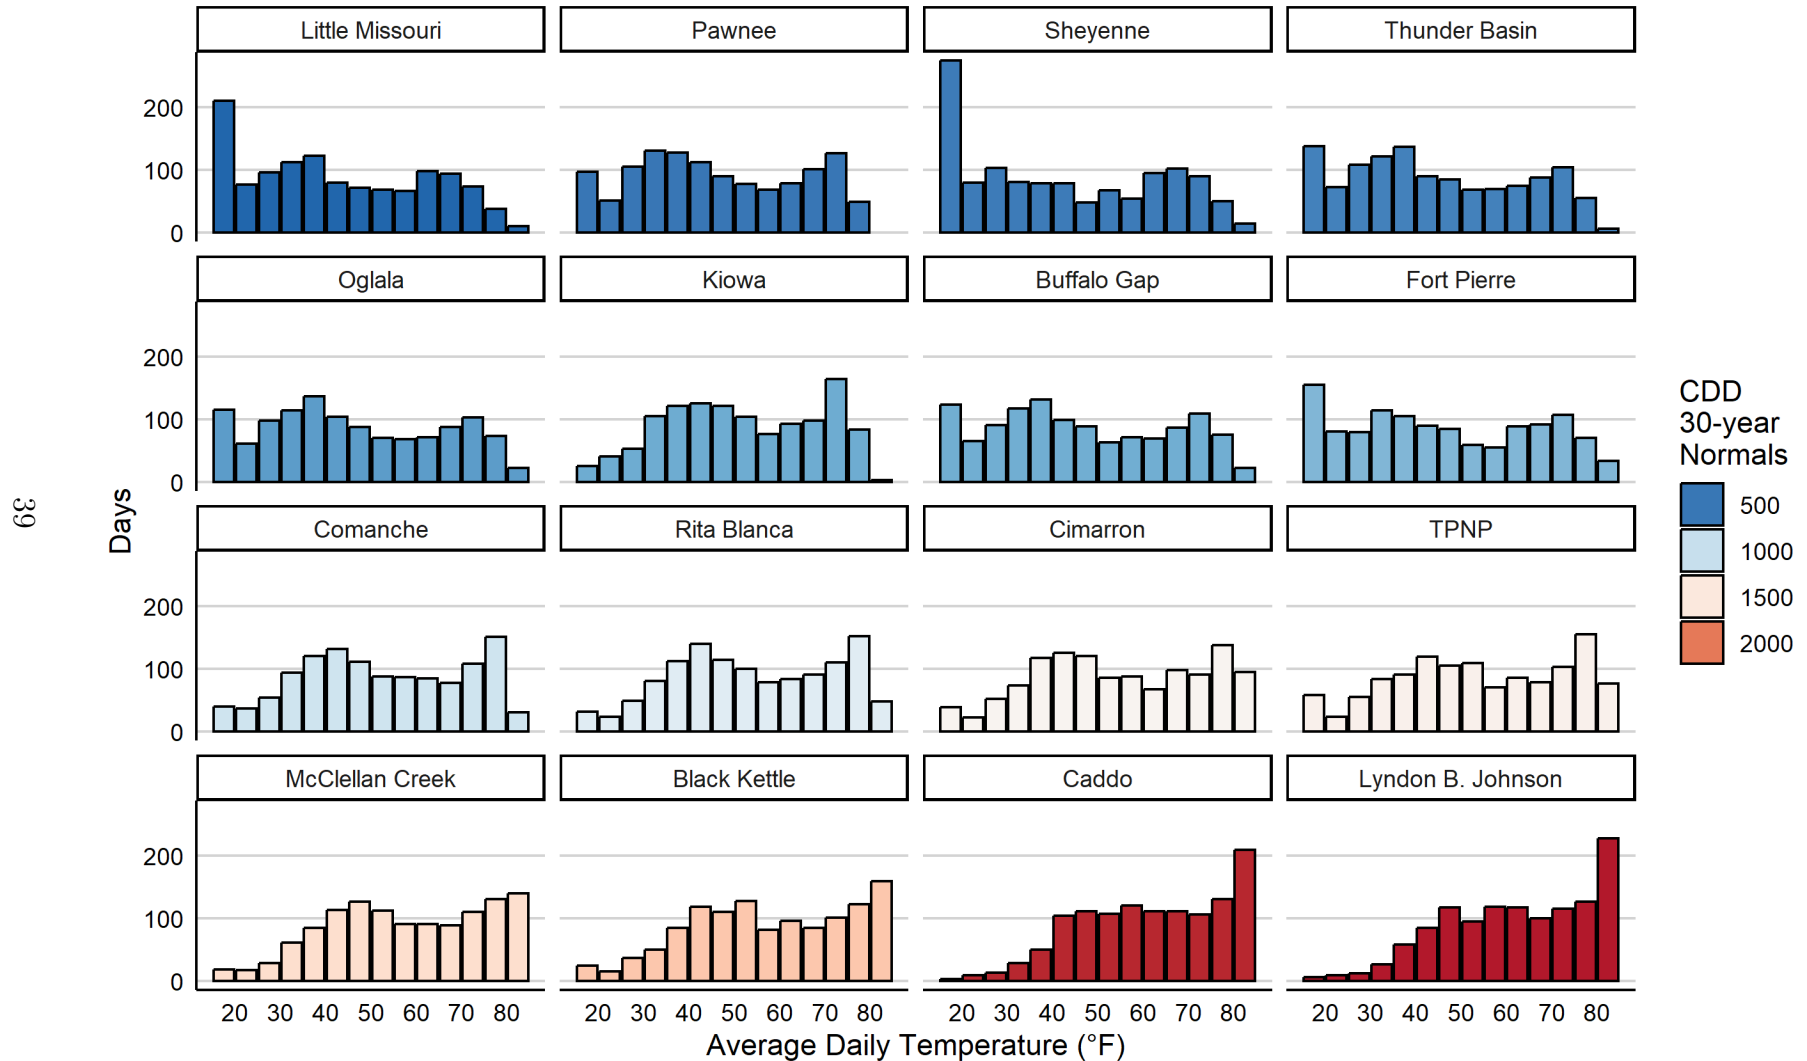 Little Missouri
Pawnee
Sheyenne
Thunder Basin
200
100
0
Oglala
Kiowa
Buffalo Gap
Fort Pierre
200
100
0
Comanche
Rita Blanca
Cimarron
TPNP
200
100
0
McClellan Creek
Black Kettle
Caddo
Lyndon B. Johnson
200
100
0
20 30 40 50 60 70 80
20 30 40 50 60 70 80
20 30 40 50 60 70 80
20 30 40 50 60 70 80
Average Daily Temperature (°F)
Days
CDD
30-year
Normals
500
1000
1500
2000
39